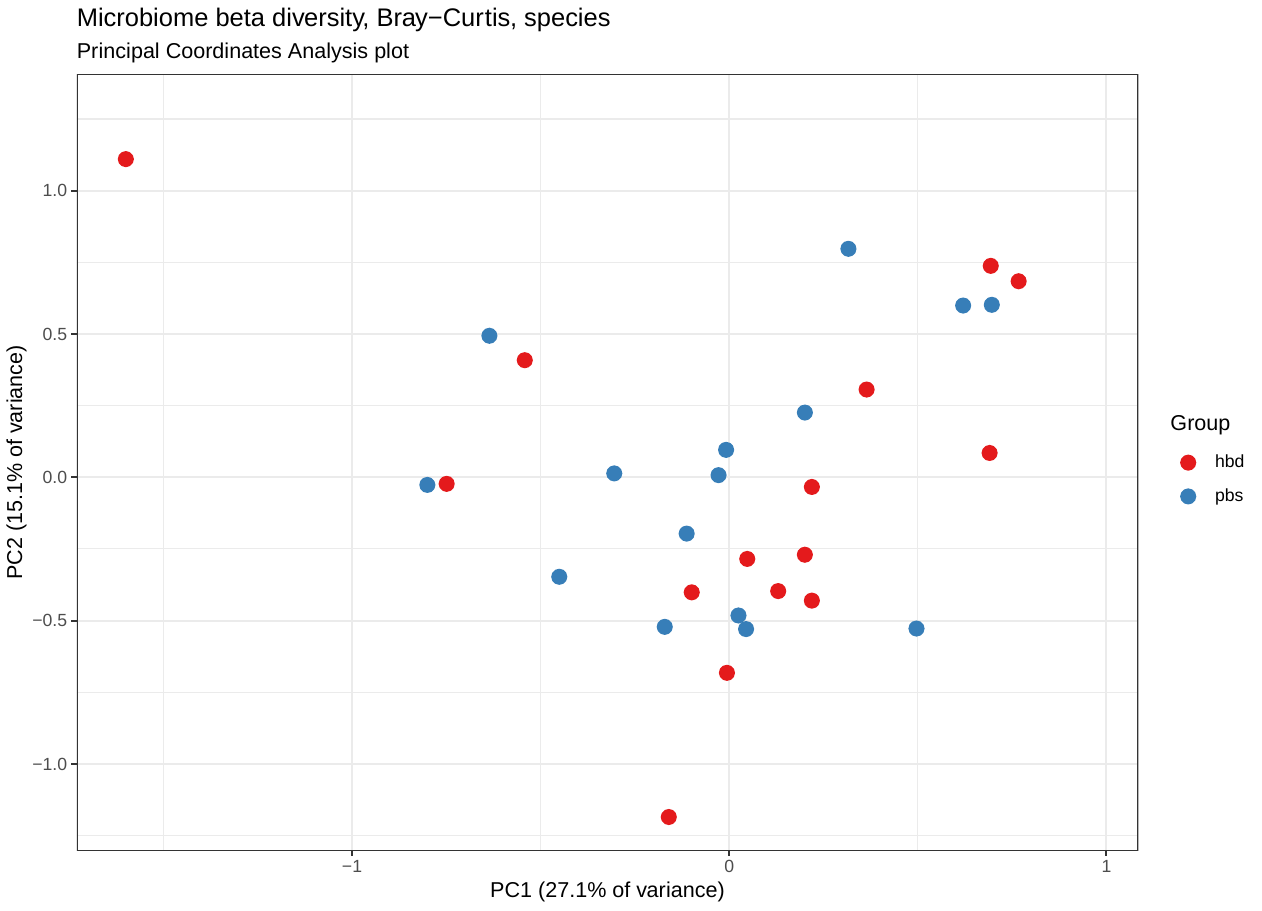 Microbiome beta diversity, Bray−Curtis, species
Principal Coordinates Analysis plot
PC2 (15.1% of variance)
1.0
0.5
0.0
−0.5
−1.0
−1
0
1
PC1 (27.1% of variance)
Group
hbd
pbs